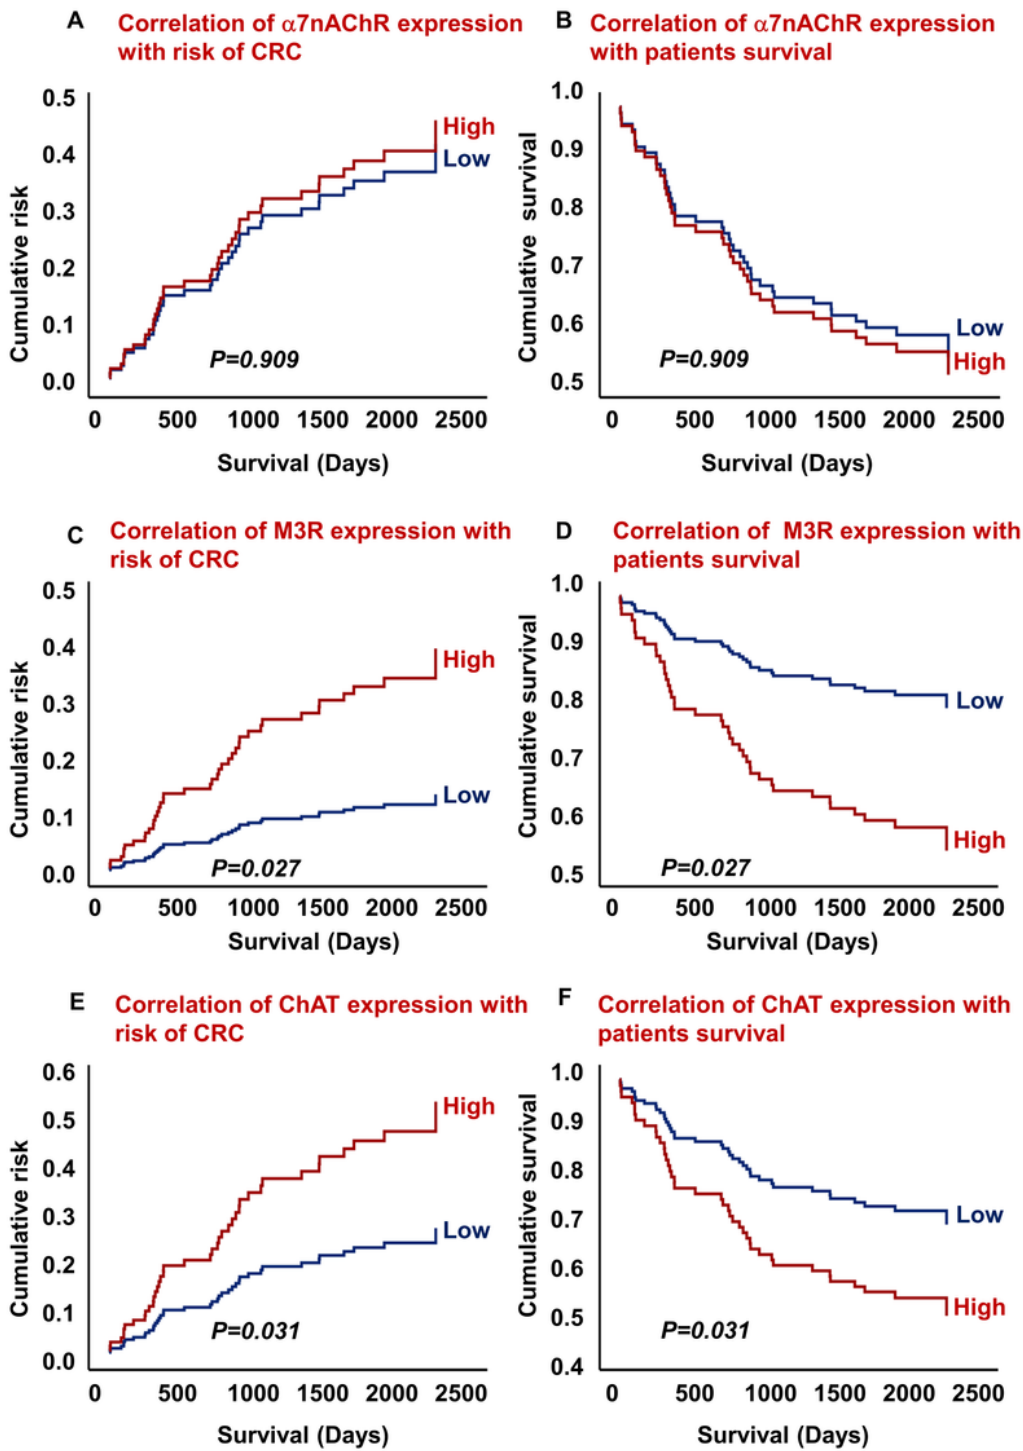 A
Correlation of α7nAChR expression
with risk of CRC
Cumulative risk
0.5
0.4
0.3
0.2
0.1
0.0
High
Low
P=0.909
0 500 1000 1500 2000 2500
Survival (Days)
B
Correlation of α7nAChR expression
with patients survival
Cumulative survival
1.0
0.9
0.8
0.7
0.6
0.5
Low
High
P=0.909
0 500 1000 1500 2000 2500
Survival (Days)
C
Correlation of M3R expression with
risk of CRC
Cumulative risk
0.5
0.4
0.3
0.2
0.1
0.0
High
Low
P=0.027
0 500 1000 1500 2000 2500
Survival (Days)
D
Correlation of M3R expression with
patients survival
Cumulative survival
1.0
0.9
0.8
0.7
0.6
0.5
Low
High
P=0.027
0 500 1000 1500 2000 2500
Survival (Days)
E
Correlation of ChAT expression with
risk of CRC
Cumulative risk
0.6
0.5
0.4
0.3
0.2
0.1
0.0
High
Low
P=0.031
0 500 1000 1500 2000 2500
Survival (Days)
F
Correlation of ChAT expression with
patients survival
Cumulative survival
1.0
0.9
0.8
0.7
0.6
0.5
0.4
Low
High
P=0.031
0 500 1000 1500 2000 2500
Survival (Days)